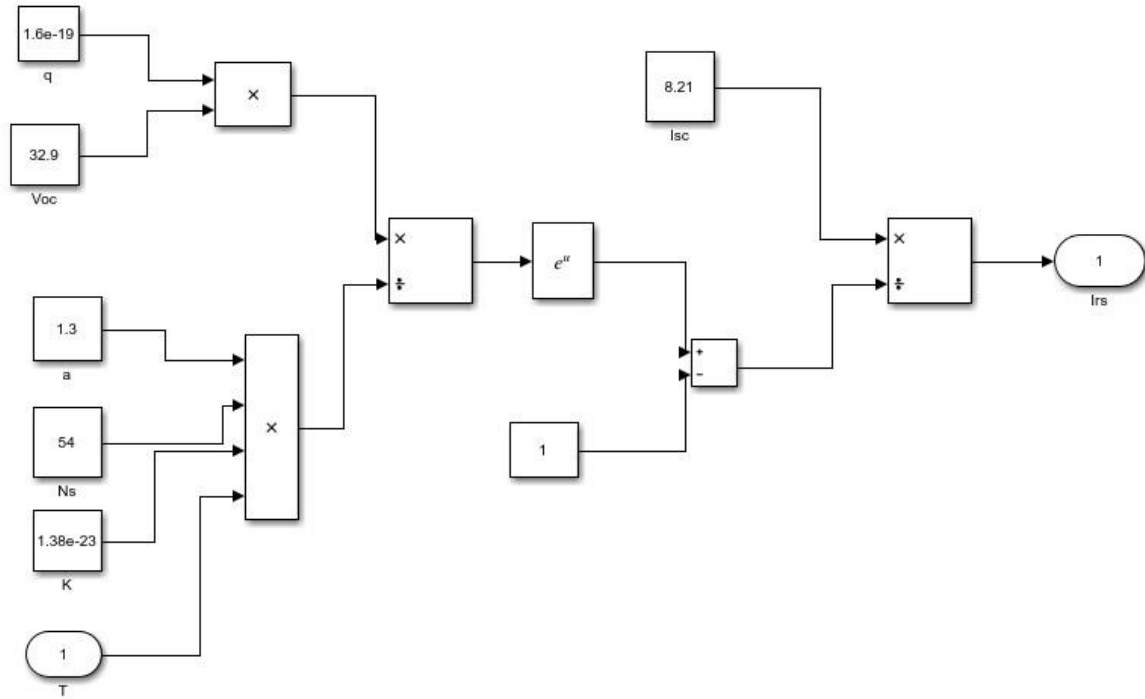 1.6e-19
q
×
32.9
Voc
8.21
Isc
×
÷
e^u
×
÷
1
Irs
1.3
a
×
54
Ns
1.38e-23
K
1
T
+
−
1